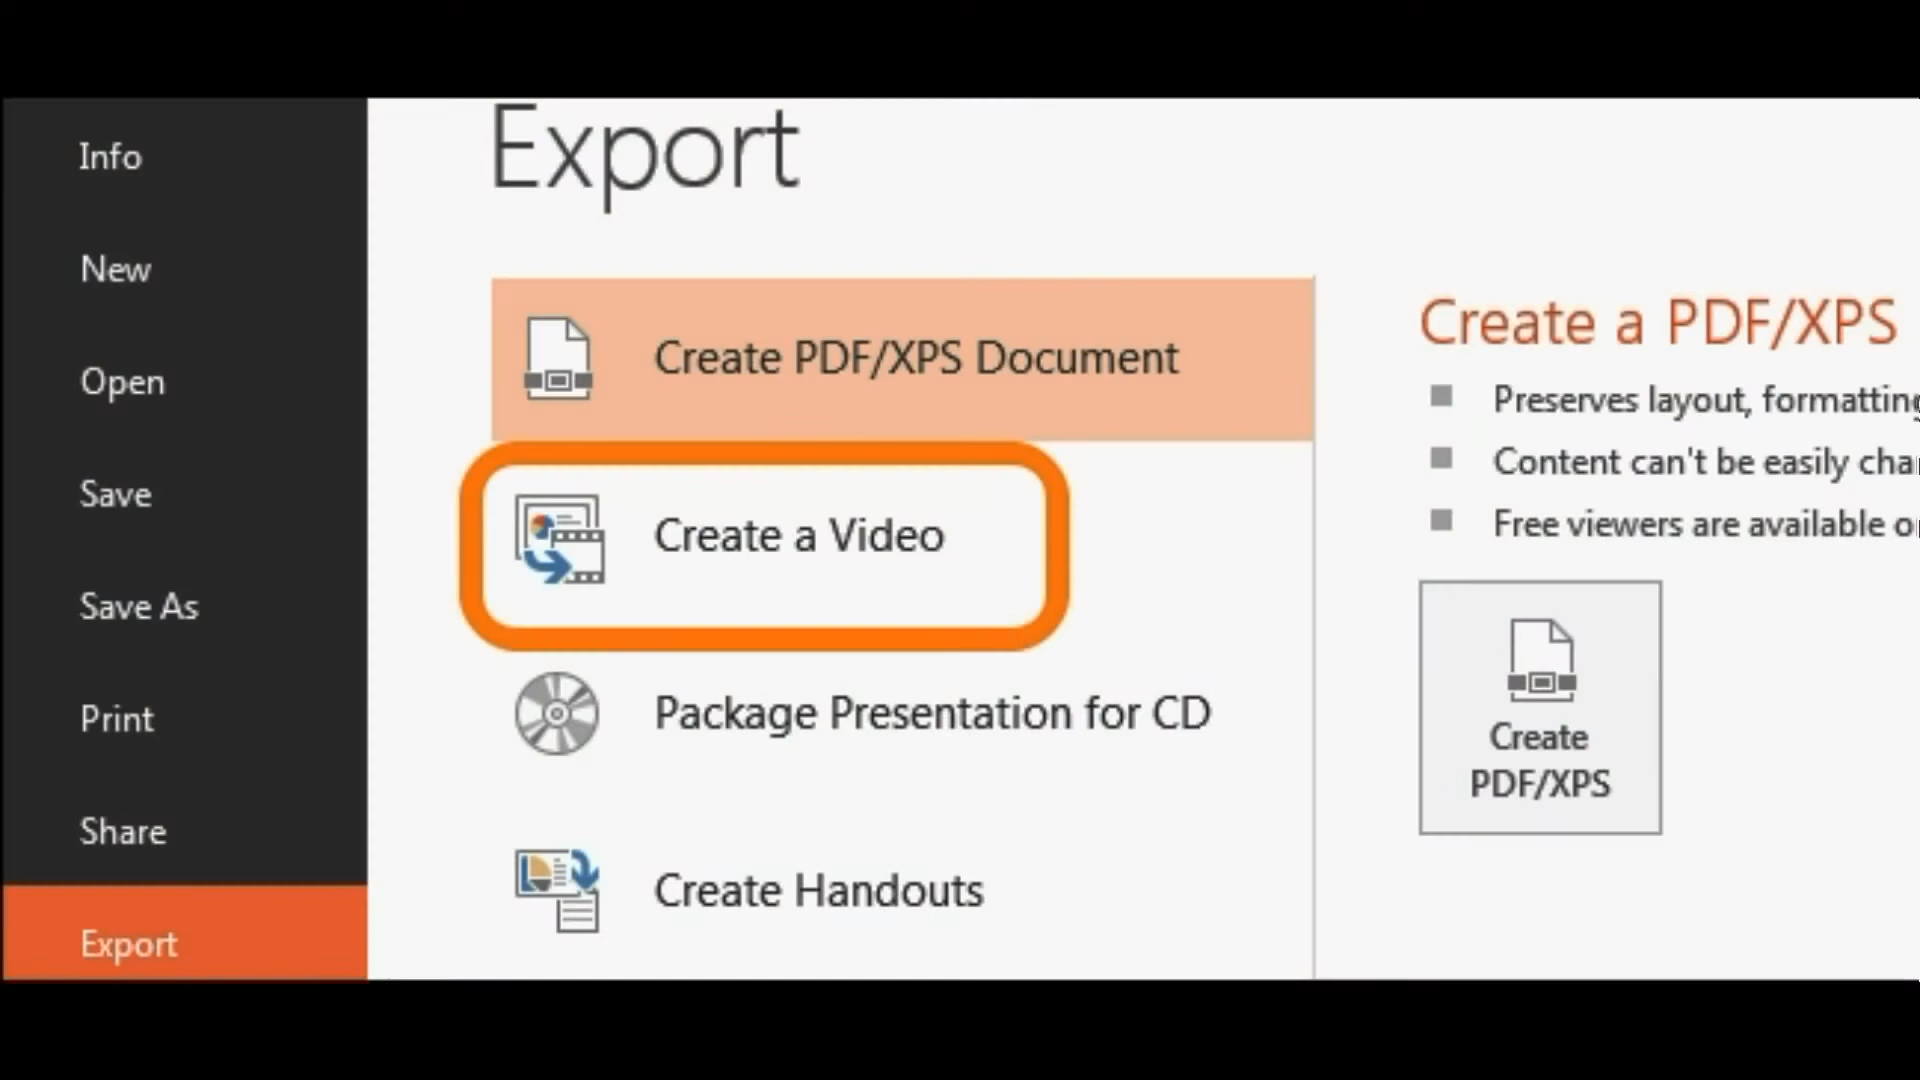 Info
New
Open
Save
Save As
Print
Share
Export
Export
Create PDF/XPS Document
Create a Video
Package Presentation for CD
Create Handouts
Create a PDF/XPS
Preserves layout, formatting
Content can't be easily
Free viewers are available
Create
PDF/XPS